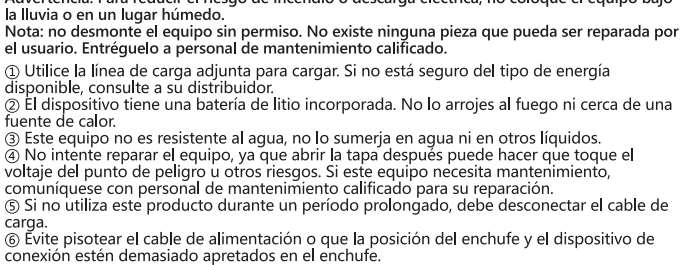 Advertencia: Para reducir el riesgo de incendio o descarga eléctrica, no coloque el equipo bajo
la lluvia o en un lugar húmedo.
Nota: no desmonte el equipo sin permiso. No existe ninguna pieza que pueda ser reparada por
el usuario. Entréguelo a personal de mantenimiento calificado.
① Utilice la línea de carga adjunta para cargar. Si no está seguro del tipo de energía
disponible, consulte a su distribuidor.
② El dispositivo tiene una batería de litio incorporada. No lo arrojes al fuego ni cerca de una
fuente de calor.
③ Este equipo no es resistente al agua, no lo sumerja en agua ni en otros líquidos.
④ No intente reparar el equipo, ya que abrir la tapa después puede hacer que toque el
voltaje del punto de peligro u otros riesgos. Si este equipo necesita mantenimiento,
comuníquese con personal de mantenimiento calificado para su reparación.
⑤ Si no utiliza este producto durante un período prolongado, debe desconectar el cable de
carga.
⑥ Evite pisotear el cable de alimentación o que la posición del enchufe y el dispositivo de
conexión estén demasiado apretados en el enchufe.